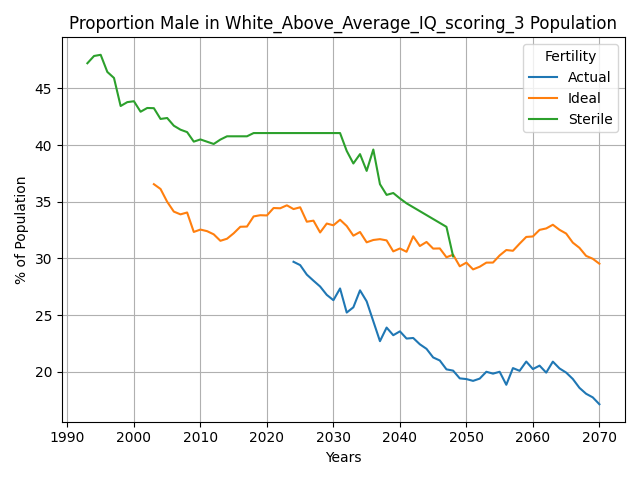 Proportion Male in White_Above_Average_IQ_scoring_3 Population
Fertility
Actual
Ideal
Sterile
% of Population
45
40
35
30
25
20
1990 2000 2010 2020 2030 2040 2050 2060 2070
Years